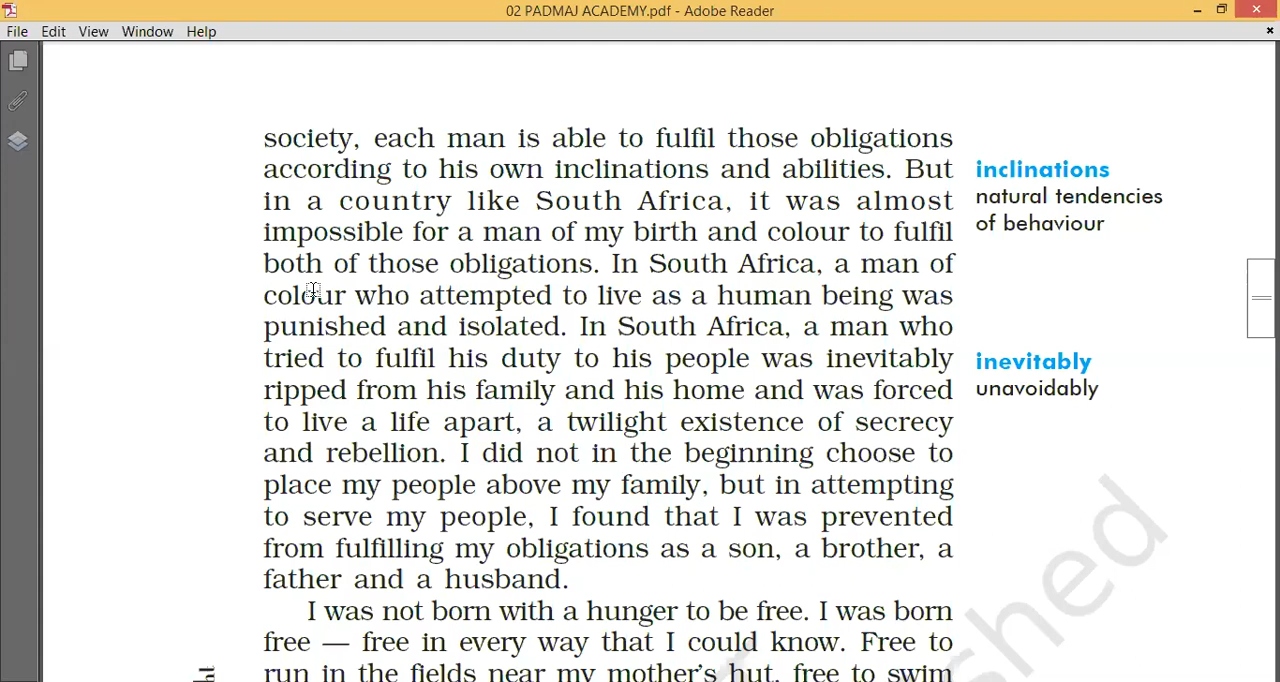 02 PADMAJ ACADEMY.pdf - Adobe Reader
File Edit View Window Help
society, each man is able to fulfil those obligations
according to his own inclinations and abilities. But
in a country like South Africa, it was almost
impossible for a man of my birth and colour to fulfil
both of those obligations. In South Africa, a man of
colour who attempted to live as a human being was
punished and isolated. In South Africa, a man who
tried to fulfil his duty to his people was inevitably
ripped from his family and his home and was forced
to live a life apart, a twilight existence of secrecy
and rebellion. I did not in the beginning choose to
place my people above my family, but in attempting
to serve my people, I found that I was prevented
from fulfilling my obligations as a son, a brother, a
father and a husband.
I was not born with a hunger to be free. I was born
free — free in every way that I could know. Free to
run in the fields near my mother's hut, free to swim
inclinations
natural tendencies
of behaviour
inevitably
unavoidably